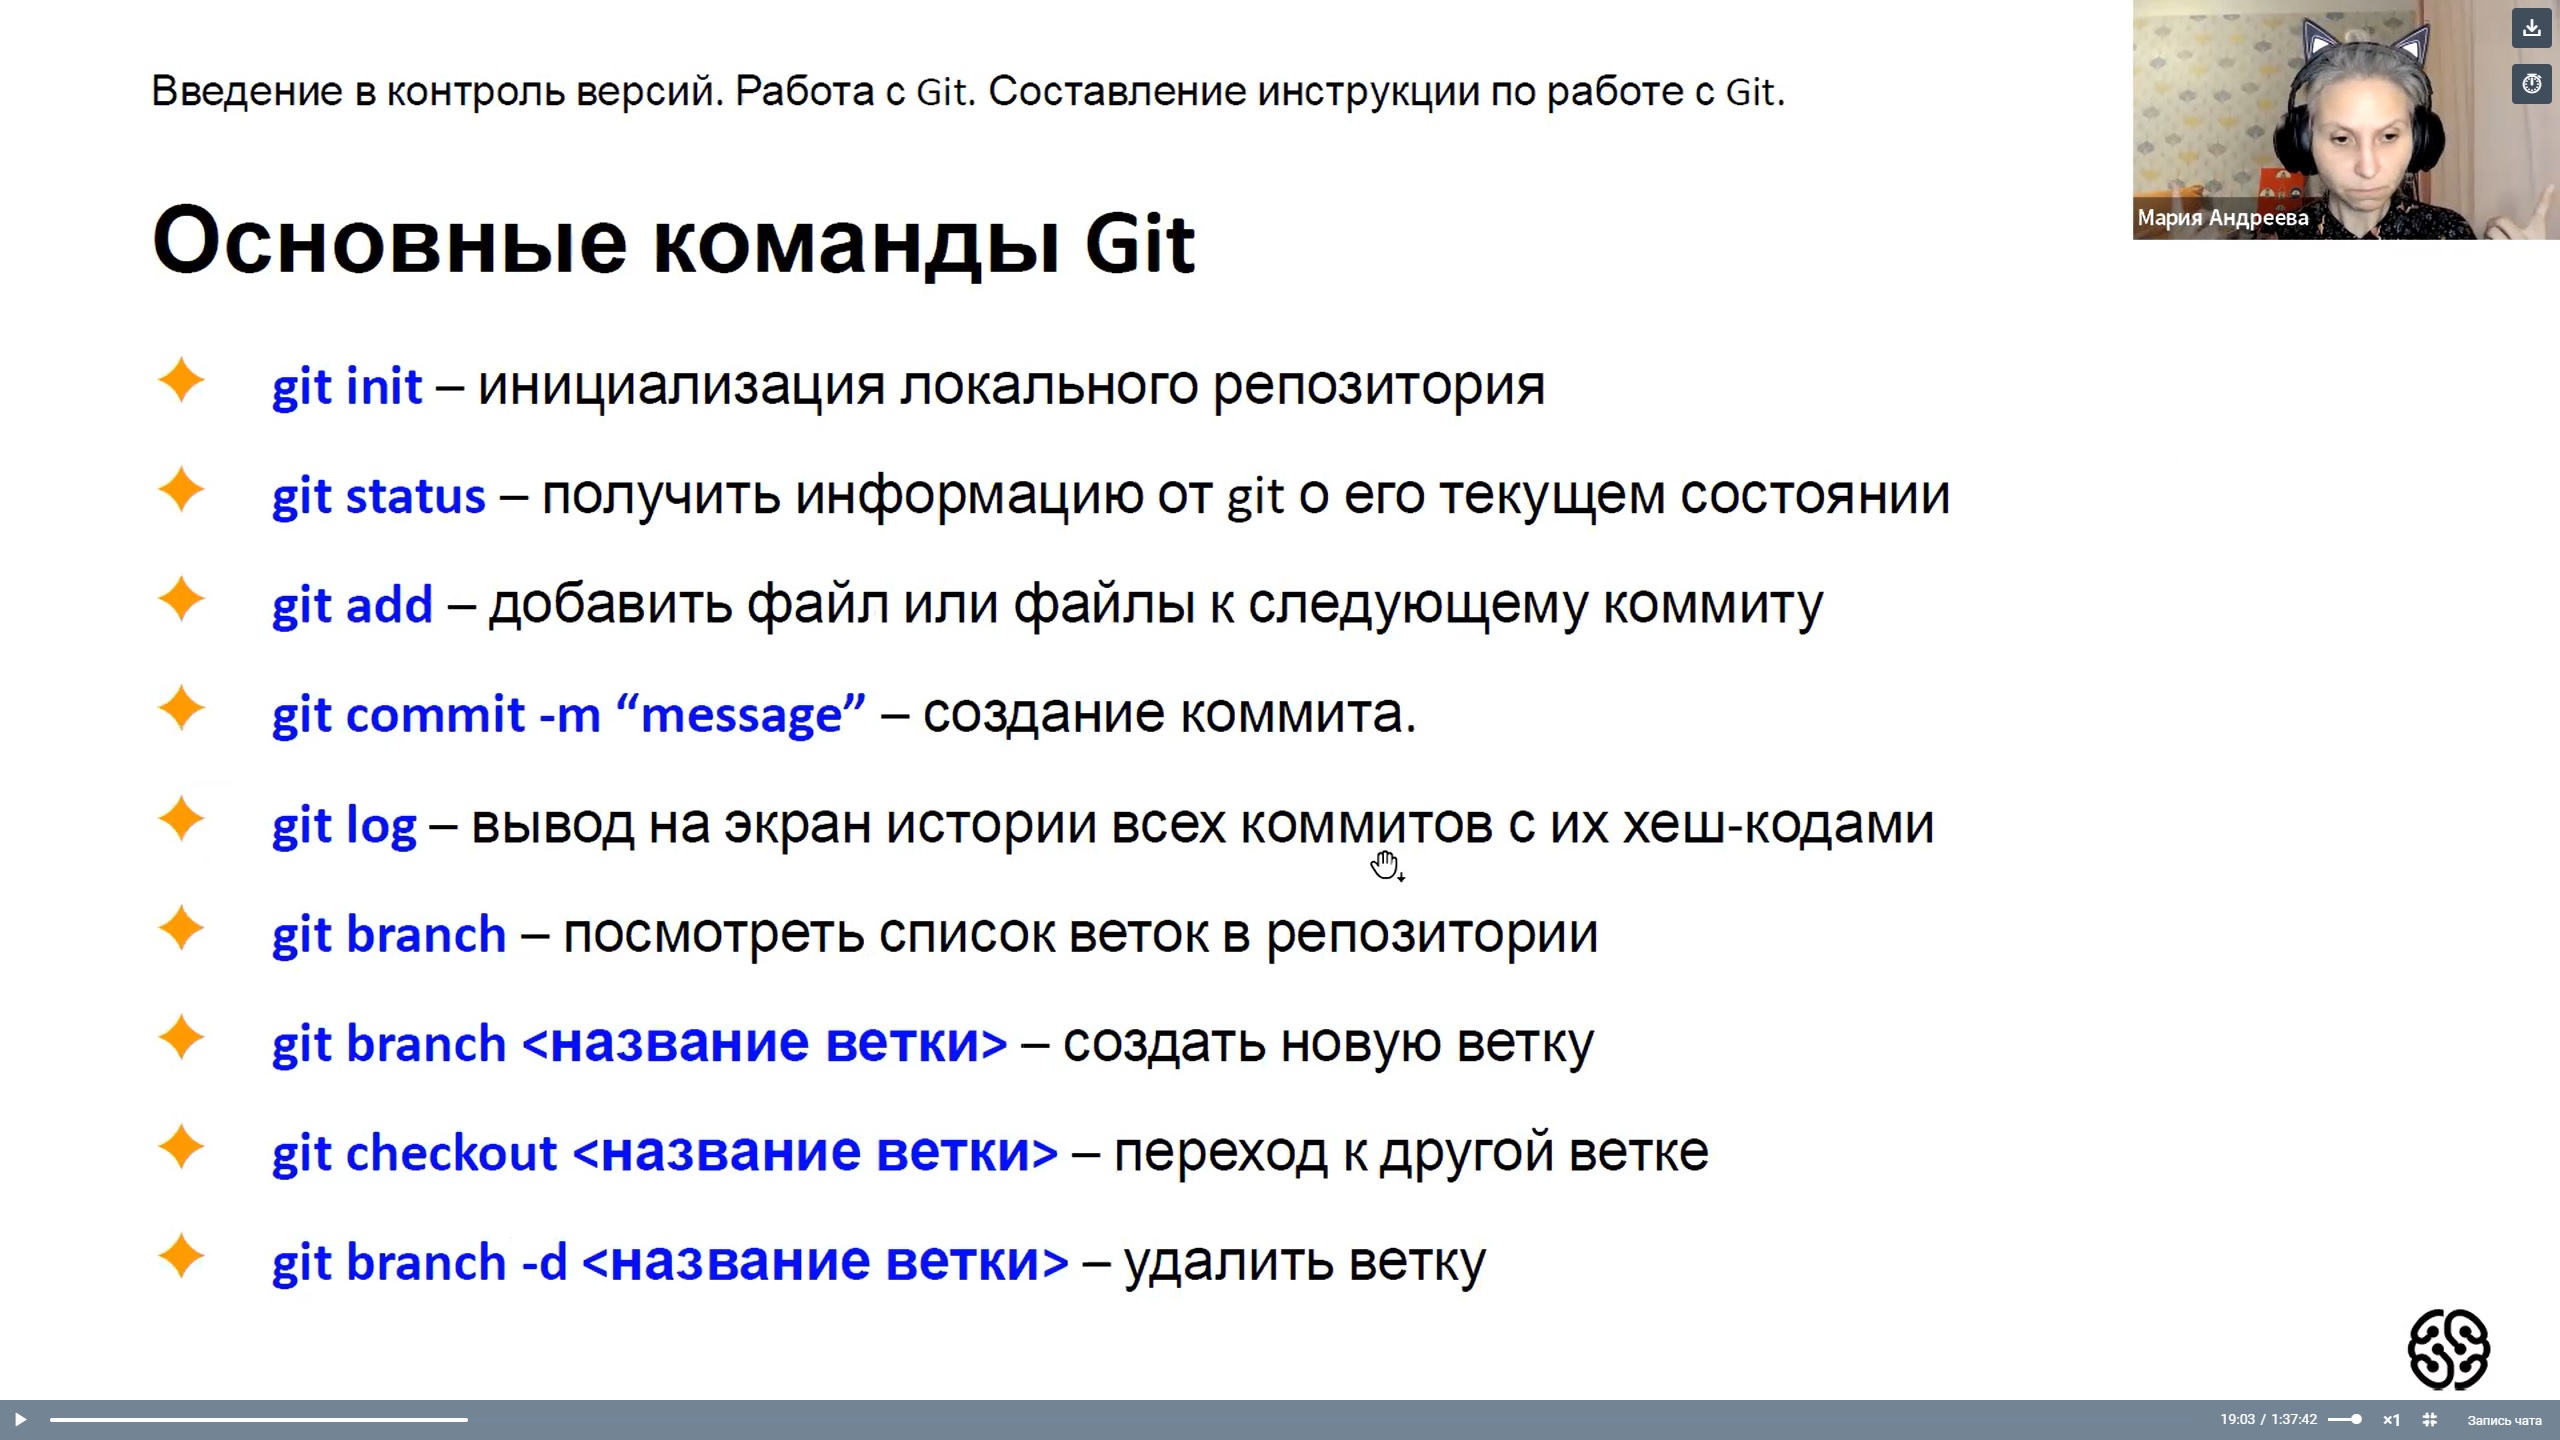 Введение в контроль версий. Работа с Git. Составление инструкции по работе с Git.
Мария Андреева
Основные команды Git
git init – инициализация локального репозитория
git status – получить информацию от git о его текущем состоянии
git add – добавить файл или файлы к следующему коммиту
git commit -m “message” – создание коммита.
git log – вывод на экран истории всех коммитов с их хеш-кодами
git branch – посмотреть список веток в репозитории
git branch <название ветки> – создать новую ветку
git checkout <название ветки> – переход к другой ветке
git branch -d <название ветки> – удалить ветку
19:03 / 1:37:42 ×1 Запись чата